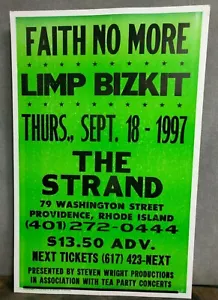 FAITH NO MORE
LIMP BIZKIT
THURS., SEPT. 18 - 1997
THE
STRAND
79 WASHINGTON STREET
PROVIDENCE, RHODE ISLAND
(401) 272-0444
$13.50 ADV.
NEXT TICKETS (617) 423-NEXT
PRESENTED BY STEVEN WRIGHT PRODUCTIONS
IN ASSOCIATION WITH TEA PARTY CONCERTS